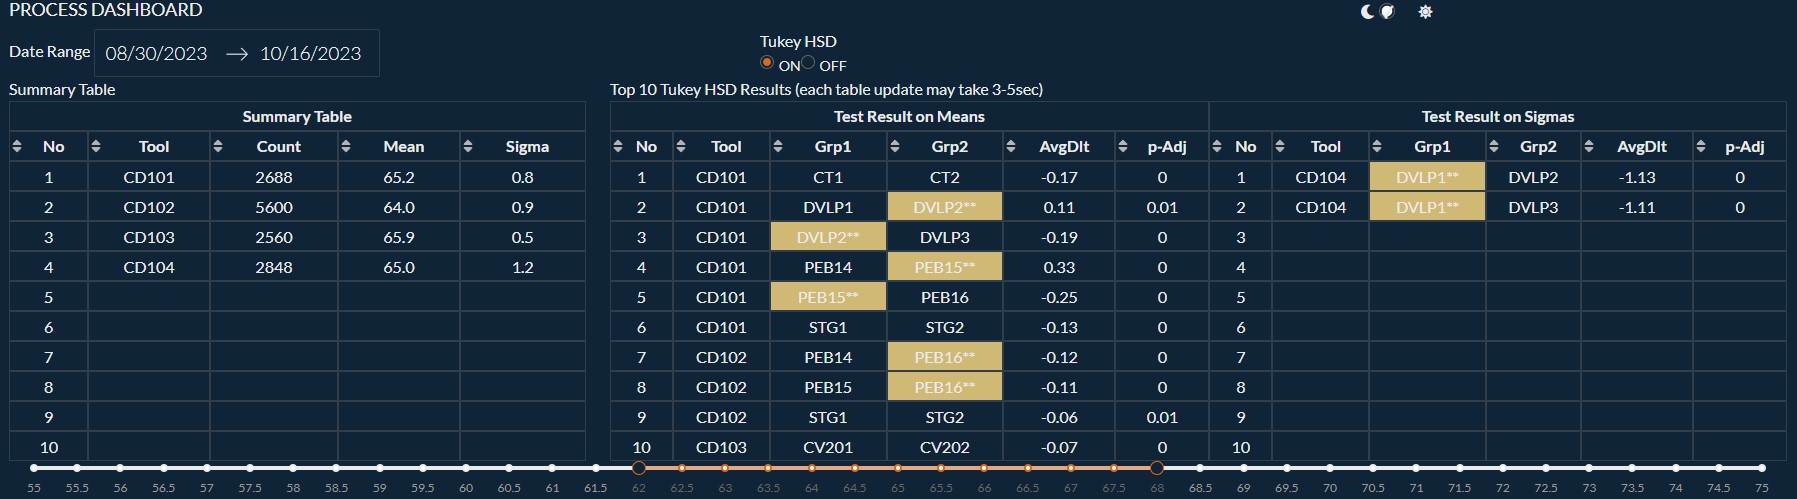 PROCESS DASHBOARD
Date Range 08/30/2023 → 10/16/2023
Tukey HSD
ON OFF
Summary Table
Top 10 Tukey HSD Results (each table update may take 3-5sec)
Summary Table
No Tool Count Mean Sigma
1 CD101 2688 65.2 0.8
2 CD102 5600 64.0 0.9
3 CD103 2560 65.9 0.5
4 CD104 2848 65.0 1.2
5
6
7
8
9
10
Test Result on Means Test Result on Sigmas
No Tool Grp1 Grp2 AvgDlt p-Adj No Tool Grp1 Grp2 AvgDlt p-Adj
1 CD101 CT1 CT2 -0.17 0 1 CD104 DVLP1** DVLP2 -1.13 0
2 CD101 DVLP1 DVLP2** 0.11 0.01 2 CD104 DVLP1** DVLP3 -1.11 0
3 CD101 DVLP2** DVLP3 -0.19 0 3
4 CD101 PEB14 PEB15** 0.33 0 4
5 CD101 PEB15** PEB16 -0.25 0 5
6 CD101 STG1 STG2 -0.13 0 6
7 CD102 PEB14 PEB16** -0.12 0 7
8 CD102 PEB15 PEB16** -0.11 0 8
9 CD102 STG1 STG2 -0.06 0.01 9
10 CD103 CV201 CV202 -0.07 0 10
55 55.5 56 56.5 57 57.5 58 58.5 59 59.5 60 60.5 61 61.5 62 62.5 63 63.5 64 64.5 65 65.5 66 66.5 67 67.5 68 68.5 69 69.5 70 70.5 71 71.5 72 72.5 73 73.5 74 74.5 75